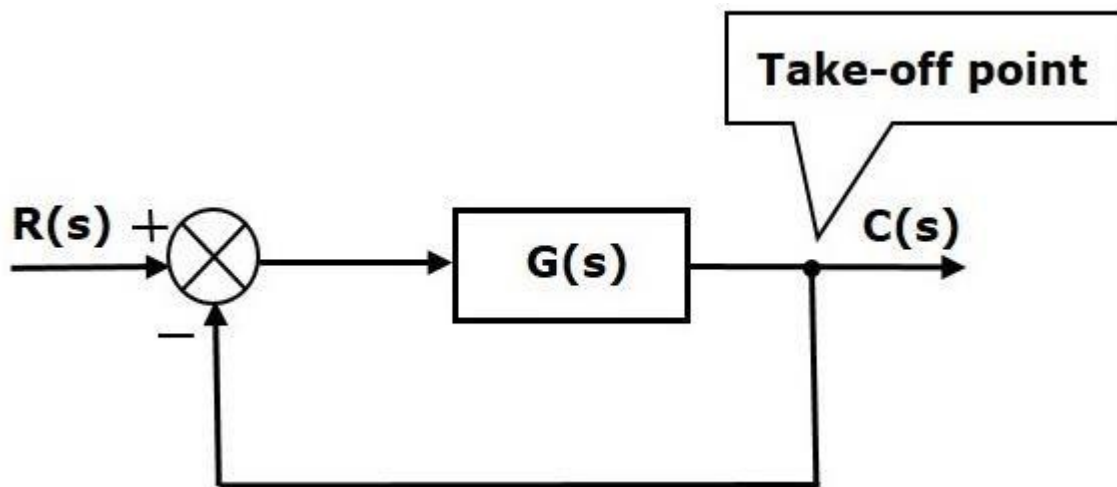 Take-off point
R(s) +
G(s)
C(s)
−